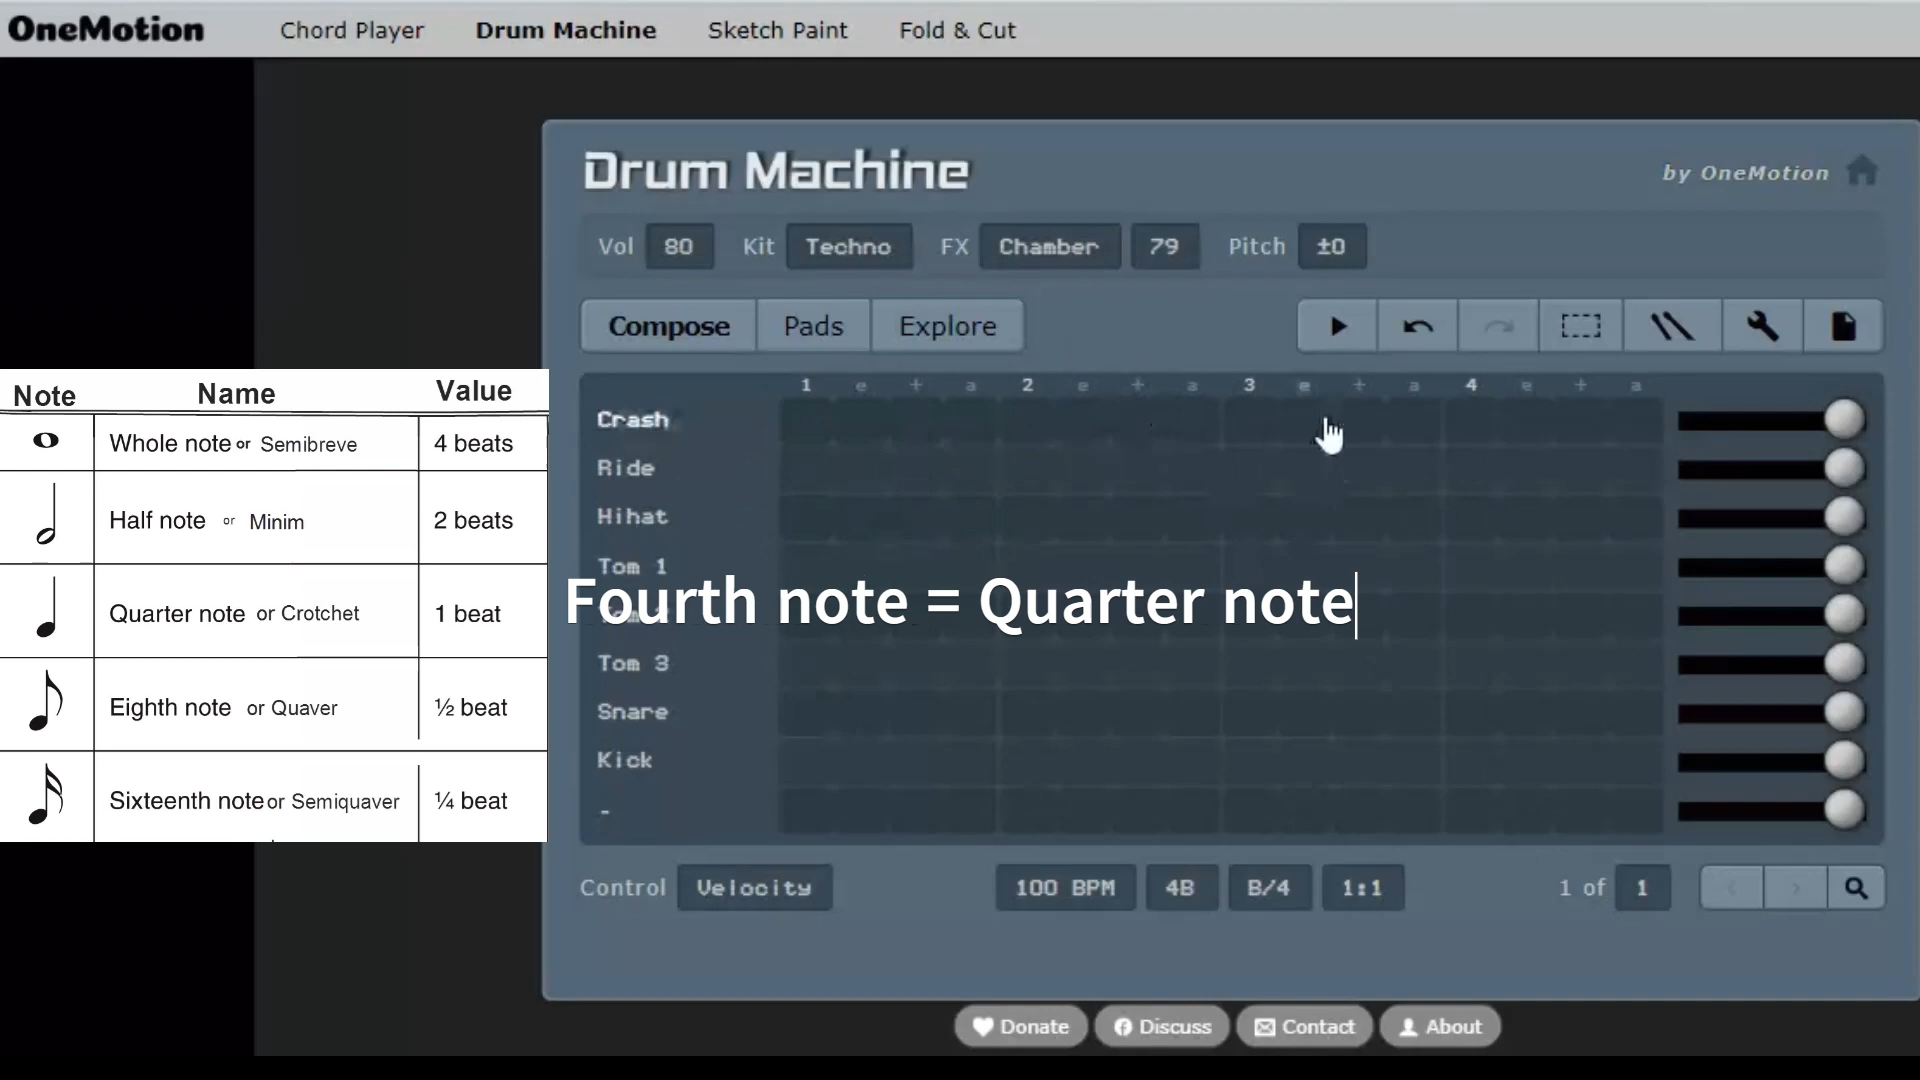 OneMotion Chord Player Drum Machine Sketch Paint Fold & Cut
Drum Machine by OneMotion
Vol 80 Kit Techno FX Chamber 79 Pitch ±0
Compose Pads Explore
1 e + a 2 e + a 3 e + a 4 e + a
Crash
Ride
Hihat
Tom 1
Fourth note = Quarter note
Tom 3
Snare
Kick
-
Control Velocity 100 BPM 4B B/4 1:1 1 of 1
Donate Discuss Contact About
Note Name Value
Whole note or Semibreve 4 beats
Half note or Minim 2 beats
Quarter note or Crotchet 1 beat
Eighth note or Quaver ½ beat
Sixteenth note or Semiquaver ¼ beat